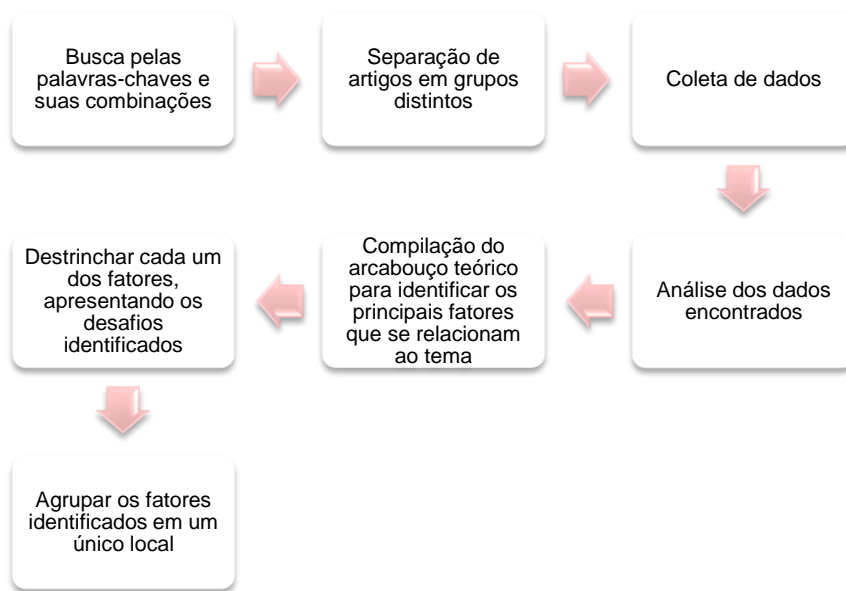 Busca pelas
palavras-chaves e
suas combinações
Separação de
artigos em grupos
distintos
Coleta de dados
Análise dos dados
encontrados
Compilação do
arcabouço teórico
para identificar os
principais fatores
que se relacionam
ao tema
Destrinchar cada um
dos fatores,
apresentando os
desafios
identificados
Agrupar os fatores
identificados em um
único local